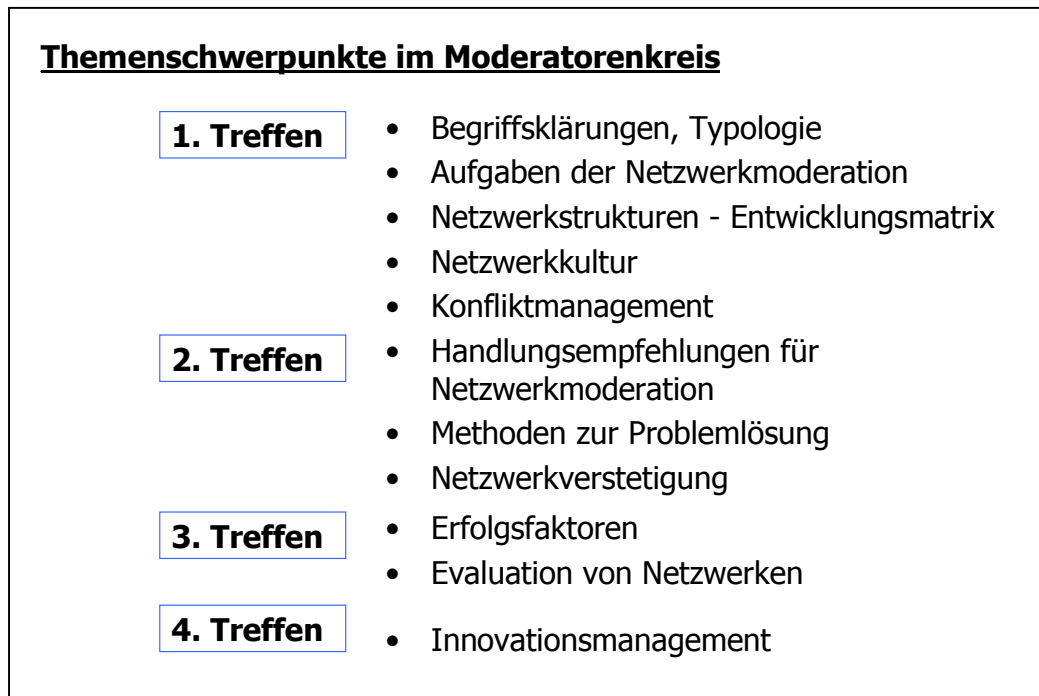 Themenschwerpunkte im Moderatorenkreis
1. Treffen
• Begriffsklärungen, Typologie
• Aufgaben der Netzwerkmoderation
• Netzwerkstrukturen - Entwicklungsmatrix
• Netzwerkkultur
• Konfliktmanagement
2. Treffen
• Handlungsempfehlungen für
Netzwerkmoderation
• Methoden zur Problemlösung
• Netzwerkverstetigung
3. Treffen
• Erfolgsfaktoren
• Evaluation von Netzwerken
4. Treffen
• Innovationsmanagement